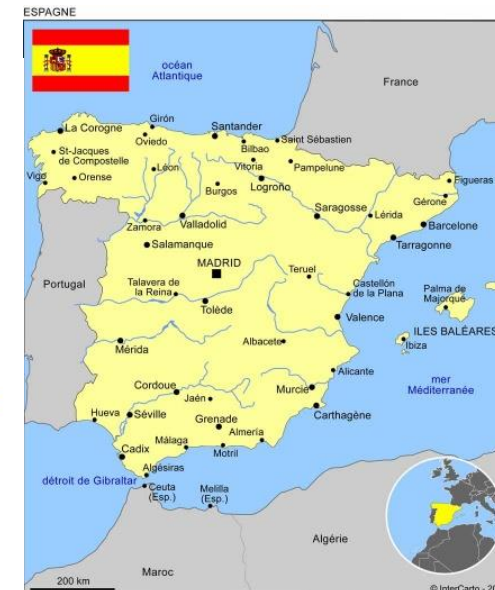 ESPAGNE
océan
Atlantique
France
Girón
La Corogne
Santander
Saint Sébastien
Oviedo
Bilbao
St-Jacques
de Compostelle
Léon
Vitoria
Pampelune
Vigo
Orense
Burgos
Logroño
Figueras
Gérone
Saragosse
Lérida
Barcelone
Zamora
Valladolid
Tarragonne
Salamanque
MADRID
Teruel
Portugal
Talavera de
la Reina
Castellón
de la Plana
Palma de
Majorque
Tolède
Valence
ILES BALÉARES
Ibiza
Mérida
Albacete
Alicante
mer
Méditerranée
Cordoue
Murcie
Jaén
Hueva
Séville
Grenade
Carthagène
Almería
Málaga
Cadix
Motril
Algésiras
détroit de Gibraltar
Ceuta
(Esp.)
Melilla
(Esp.)
Algérie
Maroc
200 km
© InterCarto - 20